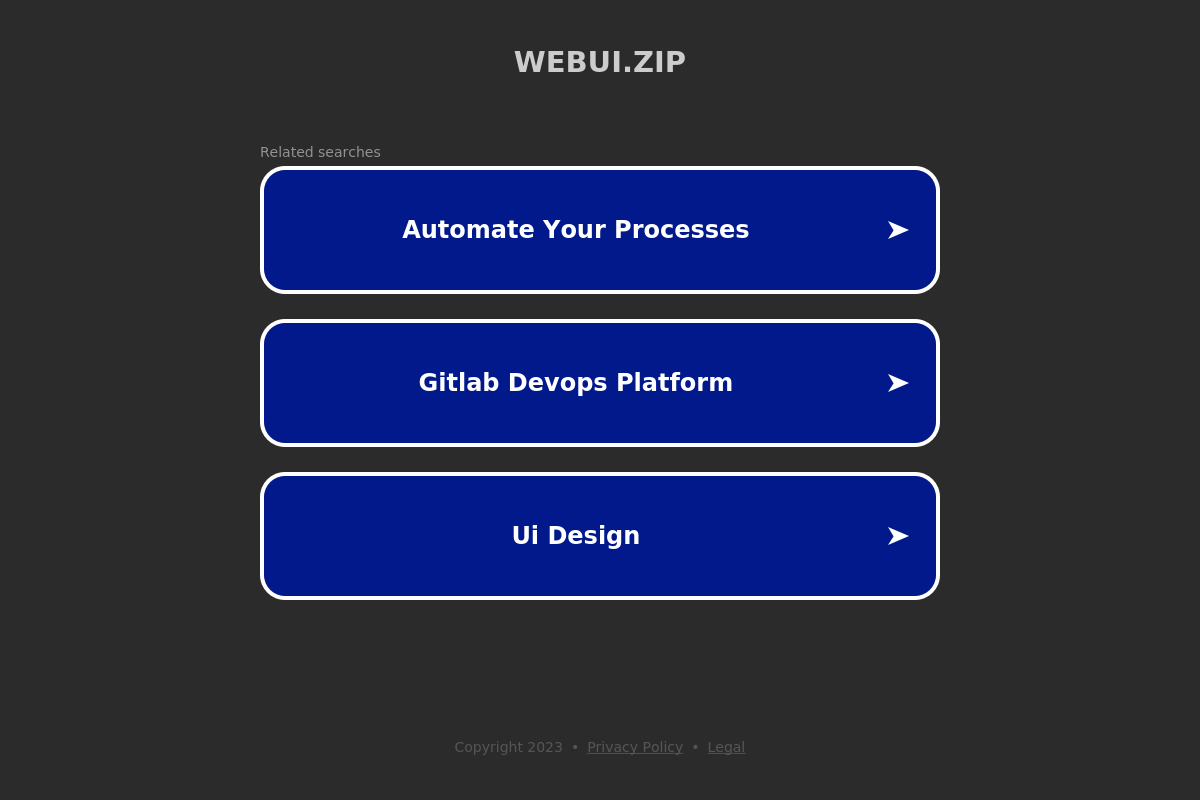 WEBUI.ZIP
Related searches
Automate Your Processes
Gitlab Devops Platform
Ui Design
Copyright 2023 • Privacy Policy • Legal